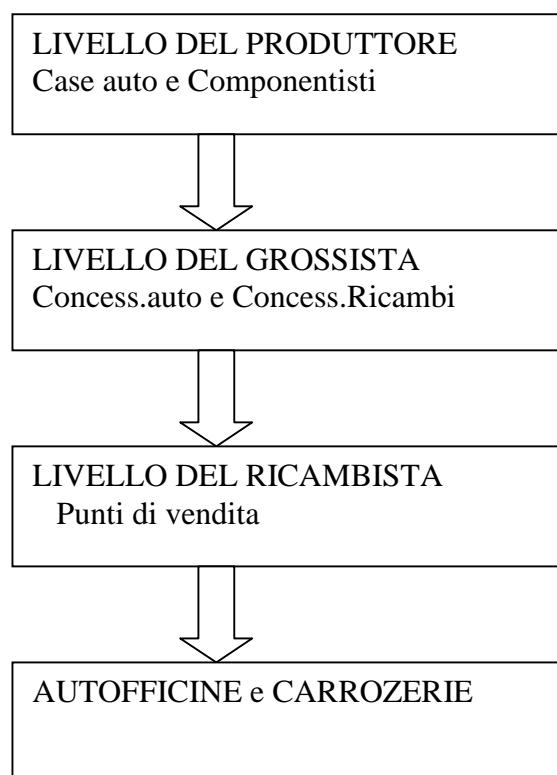 LIVELLO DEL PRODUTTORE
Case auto e Componentisti
LIVELLO DEL GROSSISTA
Concess.auto e Concess.Ricambi
LIVELLO DEL RICAMBISTA
Punti di vendita
AUTOFFICINE e CARROZERIE